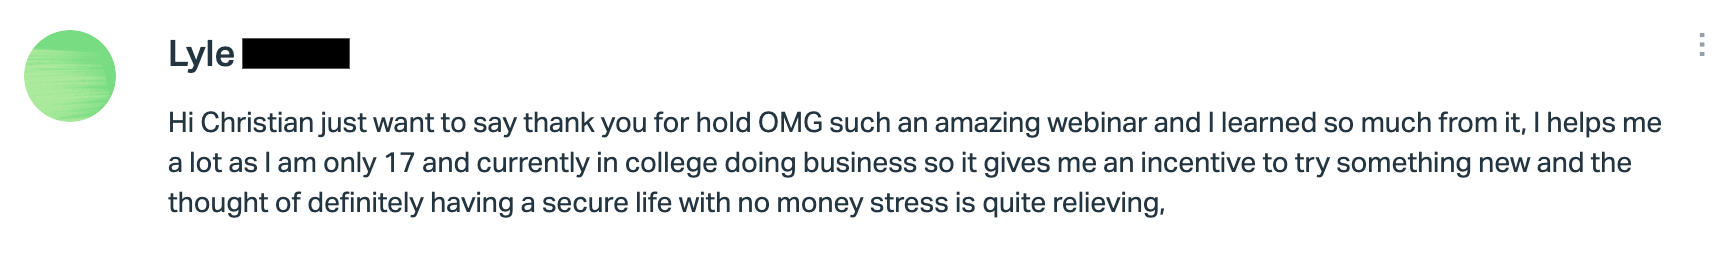 Lyle
Hi Christian just want to say thank you for hold OMG such an amazing webinar and I learned so much from it, I helps me
a lot as I am only 17 and currently in college doing business so it gives me an incentive to try something new and the
thought of definitely having a secure life with no money stress is quite relieving,